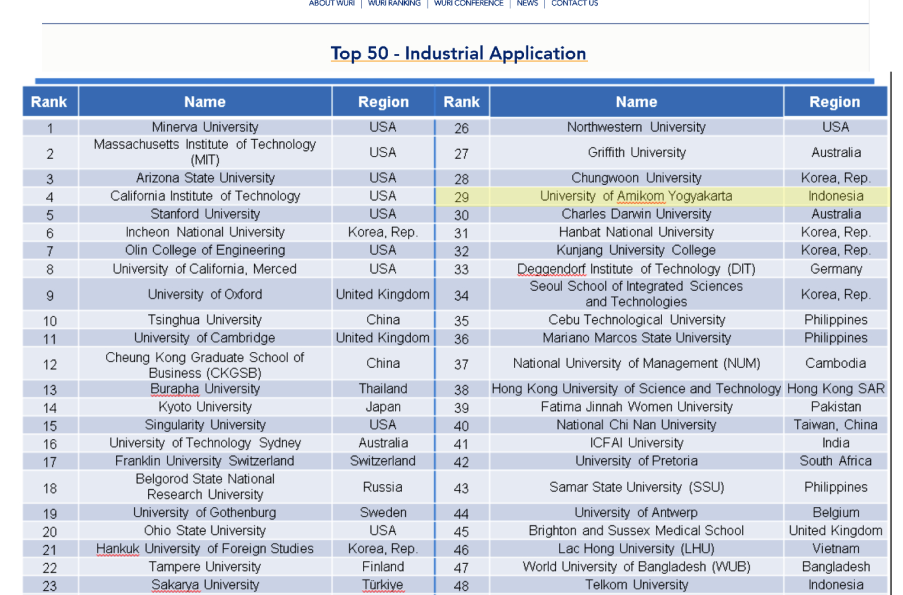 ABOUT WURI | WURI RANKING | WURI CONFERENCE | NEWS | CONTACT US
Top 50 - Industrial Application
Rank Name Region Rank Name Region
1 Minerva University USA 26 Northwestern University USA
2 Massachusetts Institute of Technology (MIT) USA 27 Griffith University Australia
3 Arizona State University USA 28 Chungwoon University Korea, Rep.
4 California Institute of Technology USA 29 University of Amikom Yogyakarta Indonesia
5 Stanford University USA 30 Charles Darwin University Australia
6 Incheon National University Korea, Rep. 31 Hanbat National University Korea, Rep.
7 Olin College of Engineering USA 32 Kunjang University College Korea, Rep.
8 University of California, Merced USA 33 Deggendorf Institute of Technology (DIT) Germany
9 University of Oxford United Kingdom 34 Seoul School of Integrated Sciences and Technologies Korea, Rep.
10 Tsinghua University China 35 Cebu Technological University Philippines
11 University of Cambridge United Kingdom 36 Mariano Marcos State University Philippines
12 Cheung Kong Graduate School of Business (CKGSB) China 37 National University of Management (NUM) Cambodia
13 Burapha University Thailand 38 Hong Kong University of Science and Technology Hong Kong SAR
14 Kyoto University Japan 39 Fatima Jinnah Women University Pakistan
15 Singularity University USA 40 National Chi Nan University Taiwan, China
16 University of Technology Sydney Australia 41 ICFAI University India
17 Franklin University Switzerland Switzerland 42 University of Pretoria South Africa
18 Belgorod State National Research University Russia 43 Samar State University (SSU) Philippines
19 University of Gothenburg Sweden 44 University of Antwerp Belgium
20 Ohio State University USA 45 Brighton and Sussex Medical School United Kingdom
21 Hankuk University of Foreign Studies Korea, Rep. 46 Lac Hong University (LHU) Vietnam
22 Tampere University Finland 47 World University of Bangladesh (WUB) Bangladesh
23 Sakarya University Türkiye 48 Telkom University Indonesia